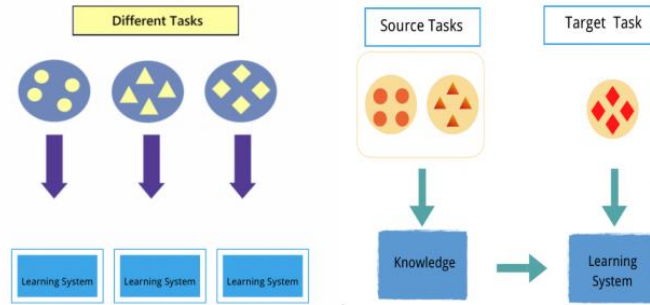 Different Tasks
Source Tasks
Target Task
Learning System
Learning System
Learning System
Knowledge
Learning
System